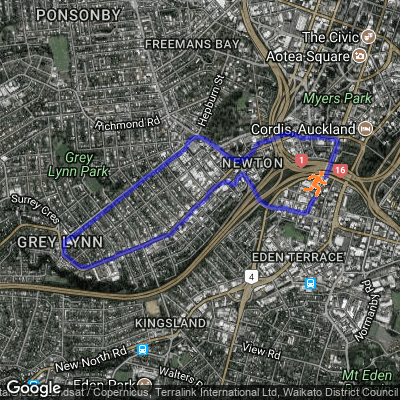 PONSONBY
FREEMANS BAY
The Civic
Aotea Square
Hepburn St
Myers Park
Richmond Rd
Cordis, Auckland
Grey
Lynn Park
NEWTON
1
16
Surrey Cres
GREY LYNN
EDEN TERRACE
4
Normanby Rd
KINGSLAND
New North Rd
View Rd
Mt Eden
Walters
Eden Park
Google
Landsat / Copernicus, Terralink International Ltd, Waikato District Council